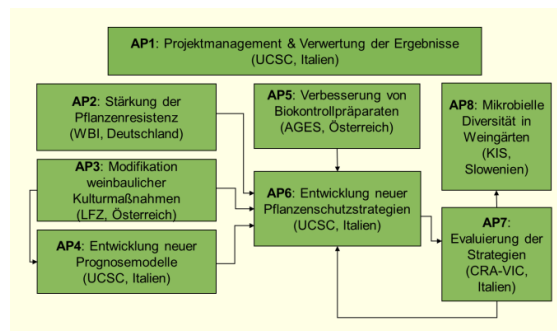 AP1: Projektmanagement & Verwertung der Ergebnisse
(UCSC, Italien)
AP2: Stärkung der
Pflanzenresistenz
(WBI, Deutschland)
AP5: Verbesserung von
Biokontrollpräparaten
(AGES, Österreich)
AP8: Mikrobielle
Diversität in
Weingärten
(KIS,
Slowenien)
AP3: Modifikation
weinbaulicher
Kulturmaßnahmen
(LFZ, Österreich)
AP6: Entwicklung neuer
Pflanzenschutzstrategien
(UCSC, Italien)
AP4: Entwicklung neuer
Prognosemodelle
(UCSC, Italien)
AP7:
Evaluierung der
Strategien
(CRA-VIC,
Italien)